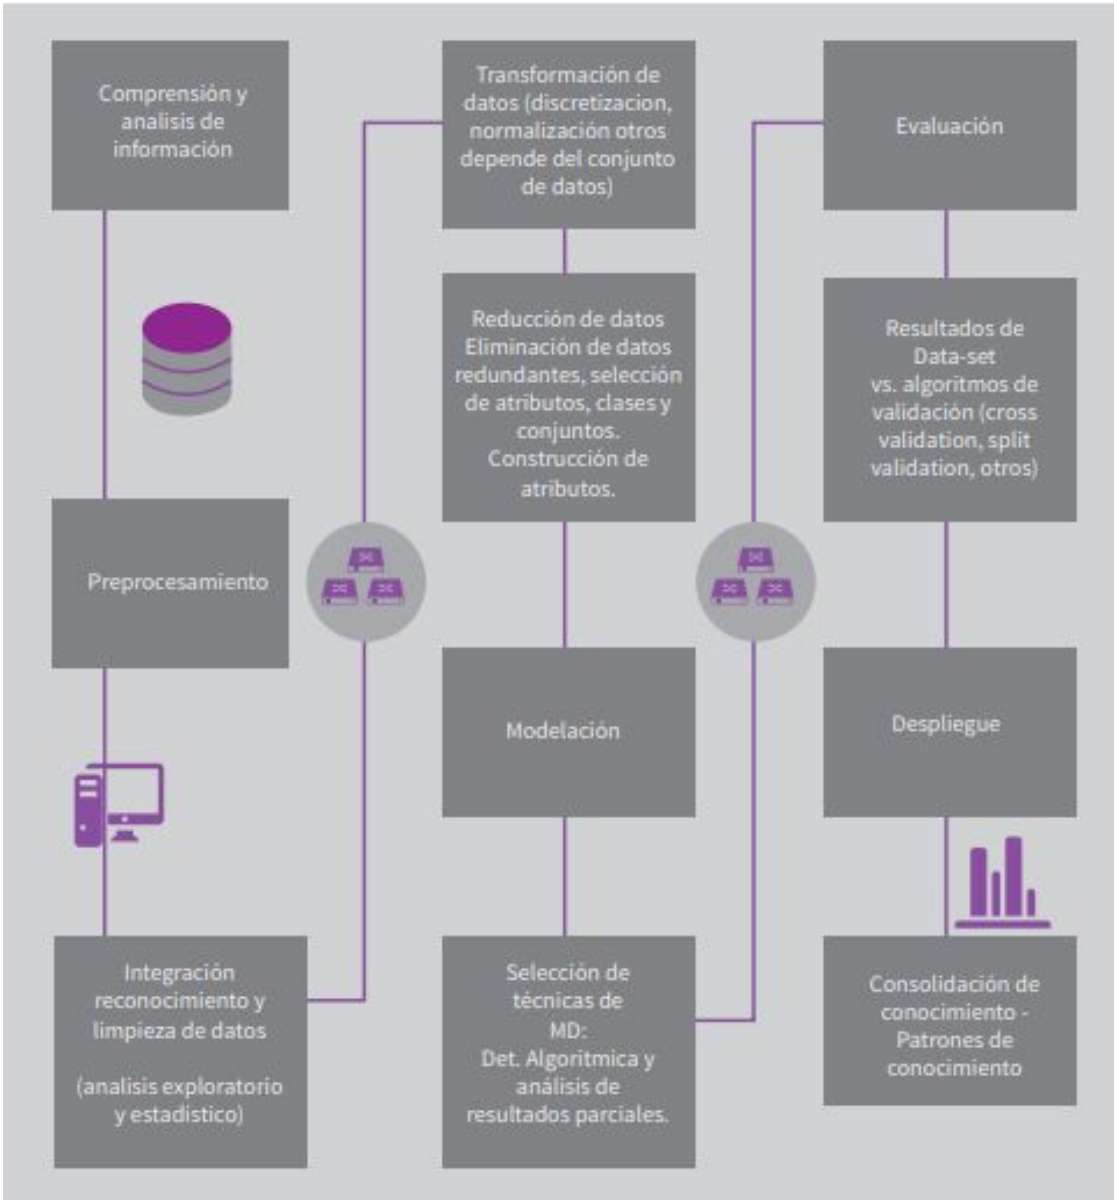 Comprensión y
analisis de
información
Preprocesamiento
Integración
reconocimiento y
limpieza de datos
(analisis exploratorio
y estadistico)
Transformación de
datos (discretizacion,
normalización otros
depende del conjunto
de datos)
Reducción de datos
Eliminación de datos
redundantes, selección
de atributos, clases y
conjuntos.
Construcción de
atributos.
Modelación
Selección de
técnicas de
MD:
Det. Algoritmica y
análisis de
resultados parciales.
Evaluación
Resultados de
Data-set
vs. algoritmos de
validación (cross
validation, split
validation, otros)
Despliegue
Consolidación de
conocimiento -
Patrones de
conocimiento